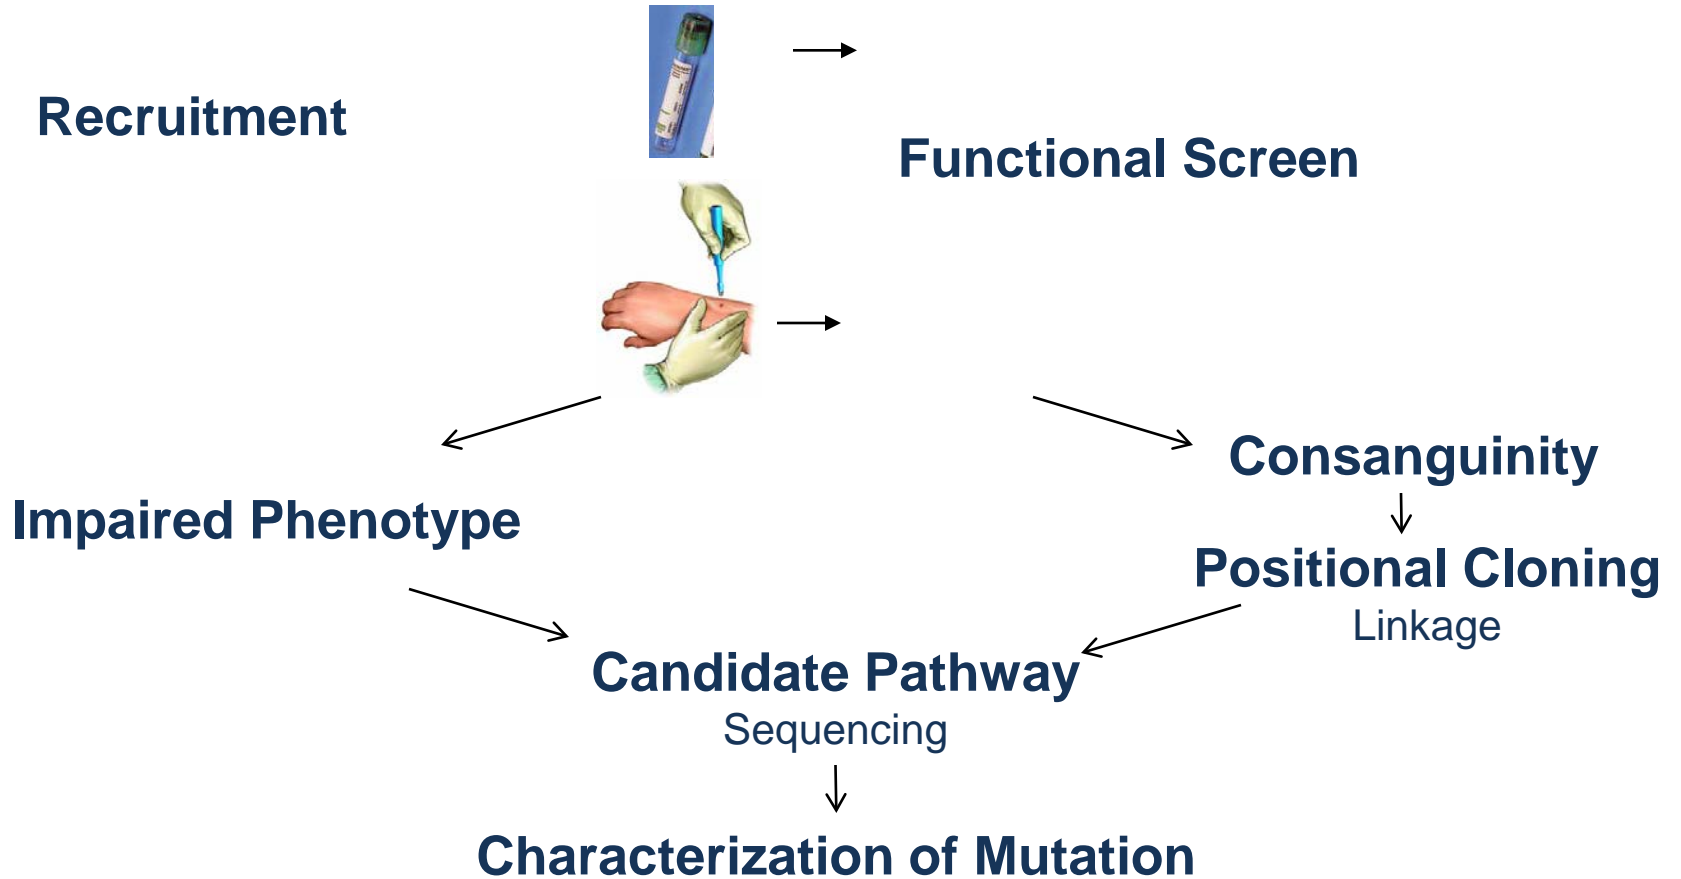 Recruitment
Functional Screen
Consanguinity
Impaired Phenotype
Positional Cloning
Linkage
Candidate Pathway
Sequencing
Characterization of Mutation